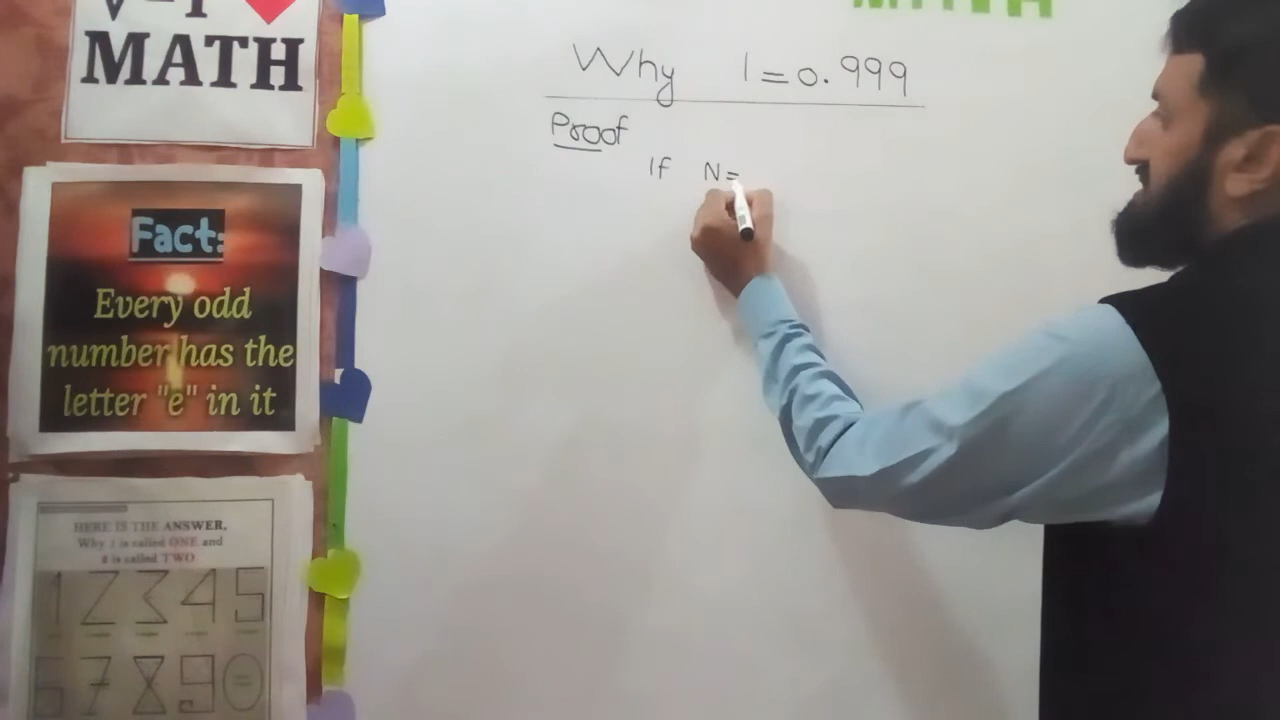 MATH
Why 1=0.999
Proof
If N=
Fact:
Every odd
number has the
letter "e" in it
HERE IS THE ANSWER,
Why 1 is called ONE and
2 is called TWO
1 2 3 4 5
6 7 8 9 0